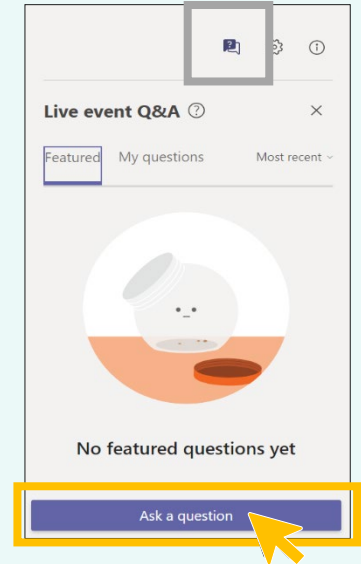 Live event Q&A
Featured My questions Most recent
No featured questions yet
Ask a question